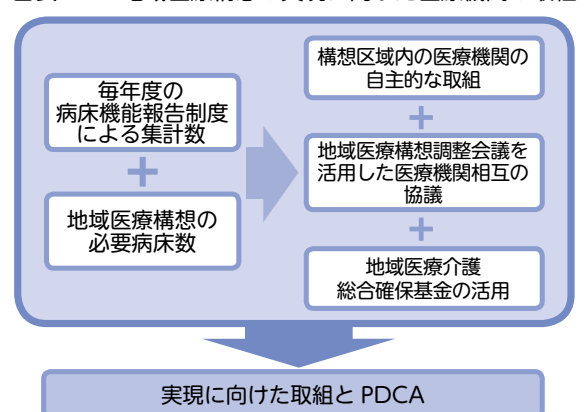 毎年度の
病床機能報告制度
による集計数
＋
地域医療構想の
必要病床数
構想区域内の医療機関の
自主的な取組
＋
地域医療構想調整会議を
活用した医療機関相互の
協議
＋
地域医療介護
総合確保基金の活用
実現に向けた取組と PDCA